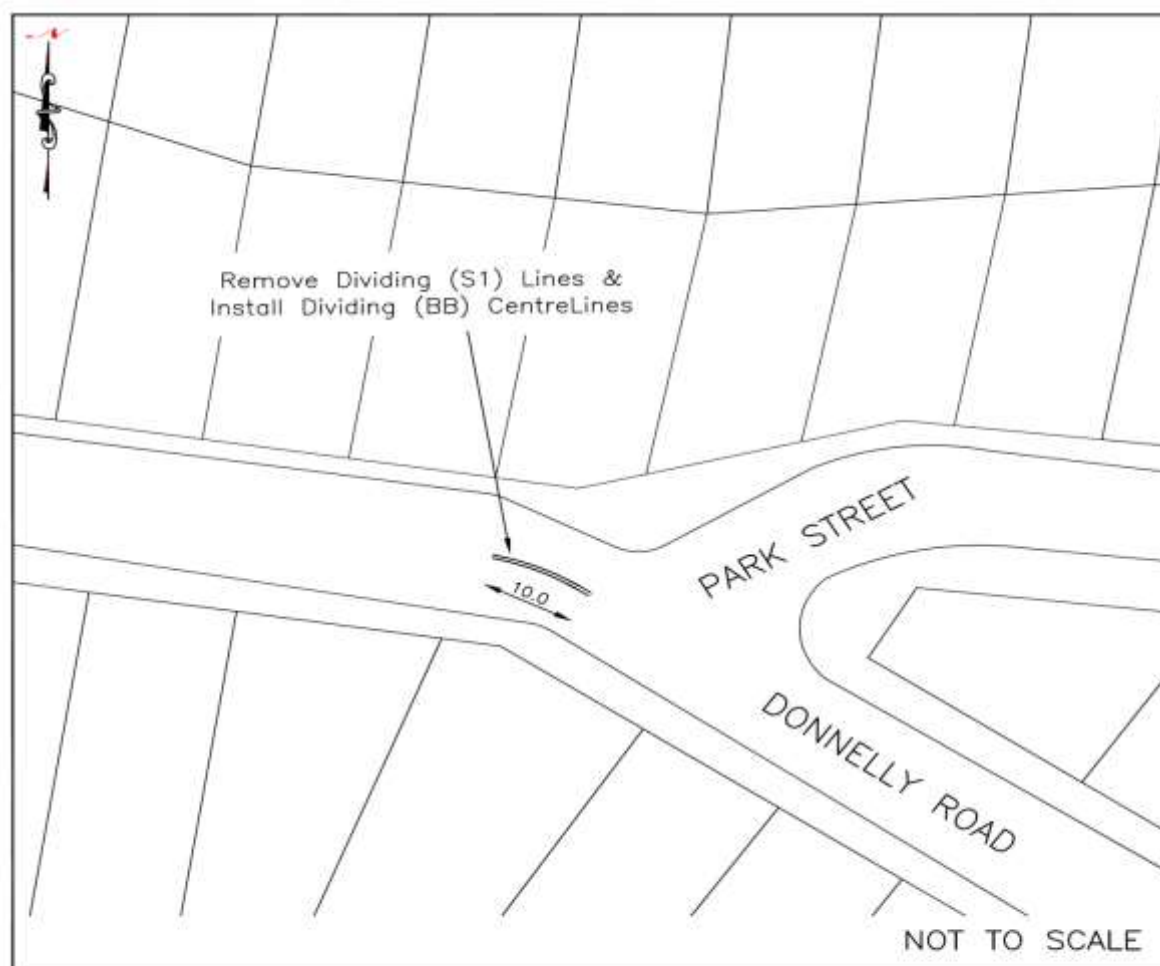 Remove Dividing (S1) Lines &
Install Dividing (BB) CentreLines
10.0
PARK STREET
DONNELLY ROAD
NOT TO SCALE